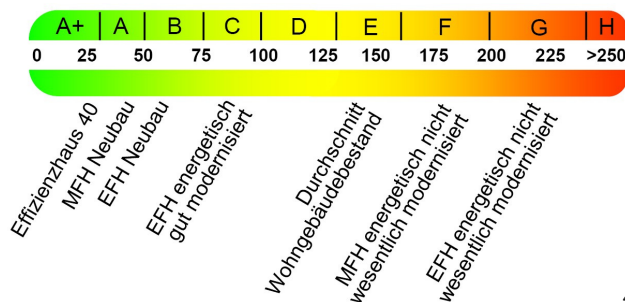 A+ A B C D E F G H
0 25 50 75 100 125 150 175 200 225 >250
Effizienzhaus 40
MFH Neubau
EFH Neubau
EFH energetisch
gut modernisiert
Durchschnitt
Wohngebäudebestand
MFH energetisch nicht
wesentlich modernisiert
EFH energetisch nicht
wesentlich modernisiert